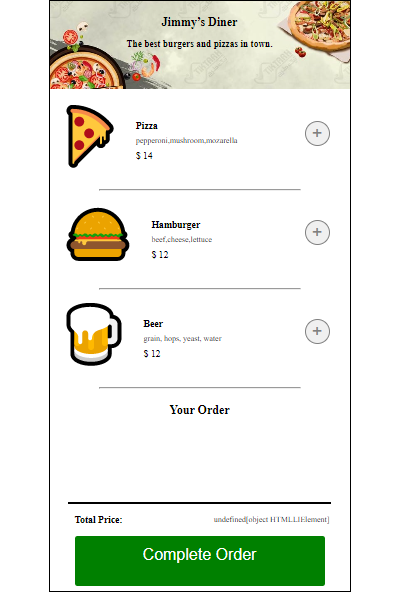 Jimmy’s Diner
The best burgers and pizzas in town.
Pizza
pepperoni,mushroom,mozarella
$ 14
+
Hamburger
beef,cheese,lettuce
$ 12
+
Beer
grain, hops, yeast, water
$ 12
+
Your Order
Total Price:
undefined[object HTMLLIElement]
Complete Order